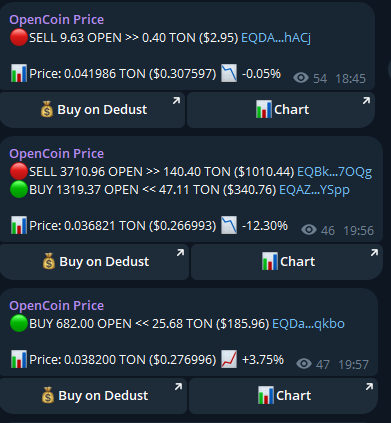 OpenCoin Price
🔴SELL 9.63 OPEN >> 0.40 TON ($2.95) EQDA...hACj
📊Price: 0.041986 TON ($0.307597) 📉 -0.05% 54 18:45
💰Buy on Dedust
📊Chart
OpenCoin Price
🔴SELL 3710.96 OPEN >> 140.40 TON ($1010.44) EQBk...7OQg
🟢BUY 1319.37 OPEN << 47.11 TON ($340.76) EQAZ...YSpp
📊Price: 0.036821 TON ($0.266993) 📉 -12.30% 46 19:56
💰Buy on Dedust
📊Chart
OpenCoin Price
🟢BUY 682.00 OPEN << 25.68 TON ($185.96) EQDa...qkbo
📊Price: 0.038200 TON ($0.276996) 📈 +3.75% 47 19:57
💰Buy on Dedust
📊Chart